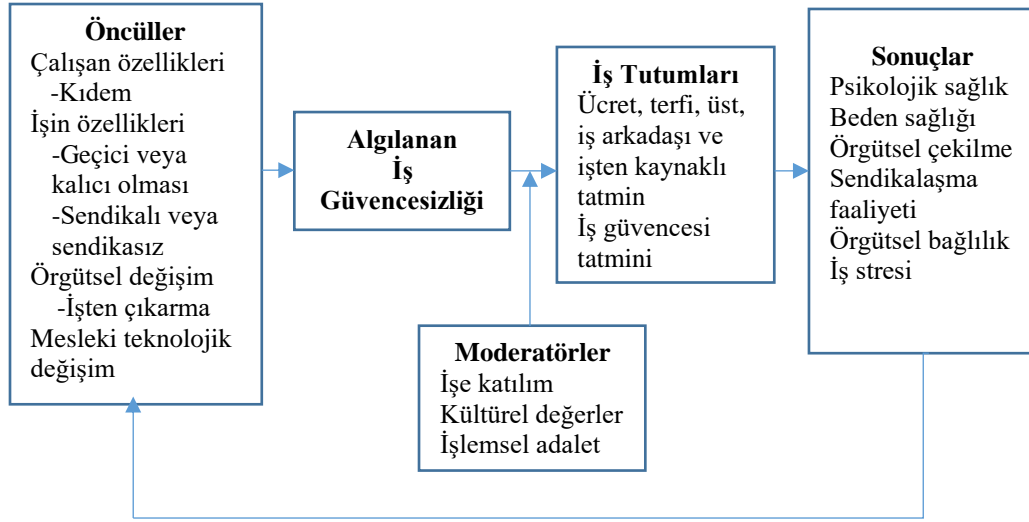 Öncüller
Çalışan özellikleri
-Kıdem
İşin özellikleri
-Geçici veya
kalıcı olması
-Sendikalı veya
sendikasız
Örgütsel değişim
-İşten çıkarma
Mesleki teknolojik
değişim
Algılanan
İş
Güvencesizliği
İş Tutumları
Ücret, terfi, üst,
iş arkadaşı ve
işten kaynaklı
tatmin
İş güvencesi
tatmini
Moderatörler
İşe katılım
Kültürel değerler
İşlemsel adalet
Sonuçlar
Psikolojik sağlık
Beden sağlığı
Örgütsel çekilme
Sendikalaşma
faaliyeti
Örgütsel bağlılık
İş stresi